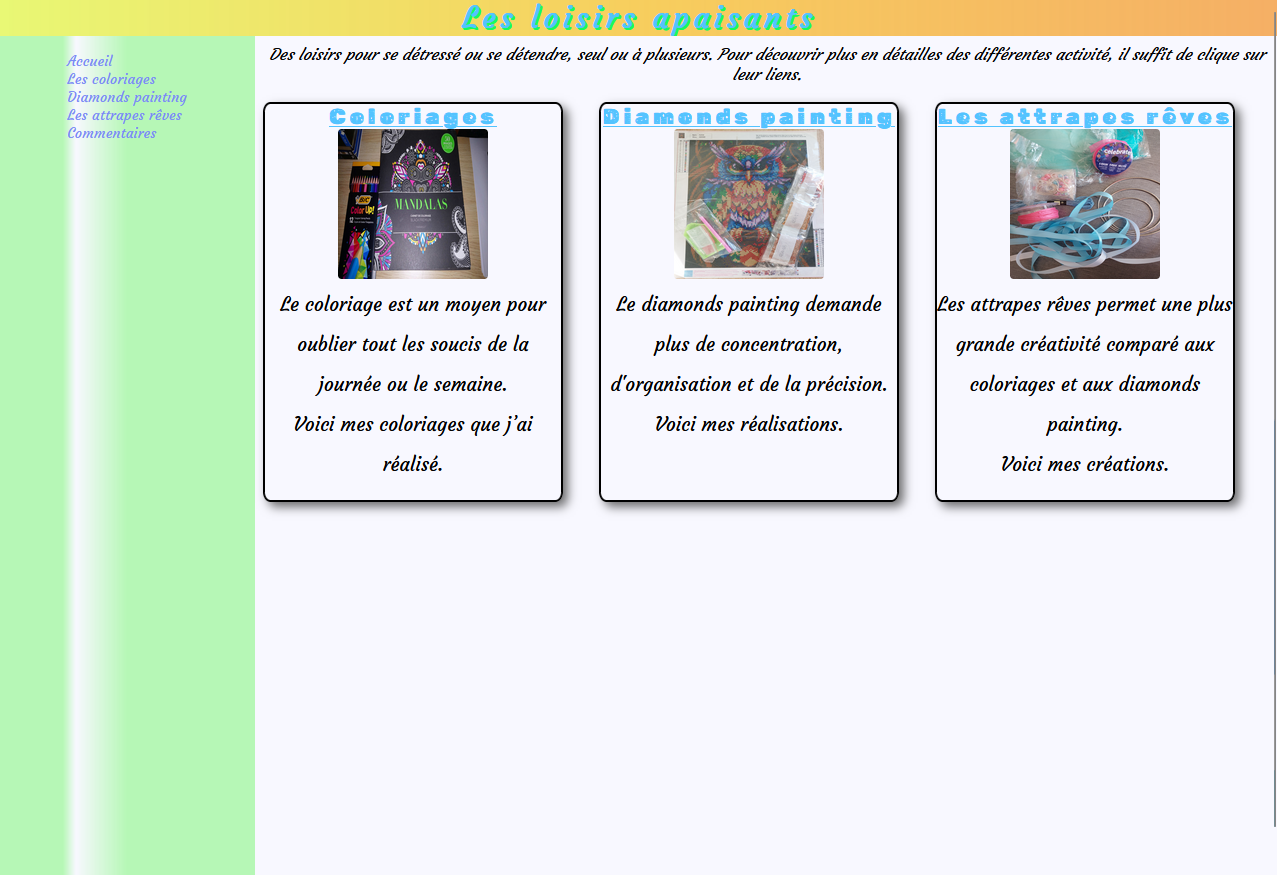 Les loisirs apaisants
Accueil
Les coloriages
Diamonds painting
Les attrapes rêves
Commentaires
Des loisirs pour se détressé ou se détendre, seul ou à plusieurs. Pour découvrir plus en détailles des différentes activité, il suffit de clique sur
leur liens.
Coloriages
MANDALAS
BIC
Color Up!
Le coloriage est un moyen pour
oublier tout les soucis de la
journée ou le semaine.
Voici mes coloriages que j'ai
réalisé.
Diamonds painting
Le diamonds painting demande
plus de concentration,
d'organisation et de la précision.
Voici mes réalisations.
Les attrapes rêves
Celebrate
Les attrapes rêves permet une plus
grande créativité comparé aux
coloriages et aux diamonds
painting.
Voici mes créations.